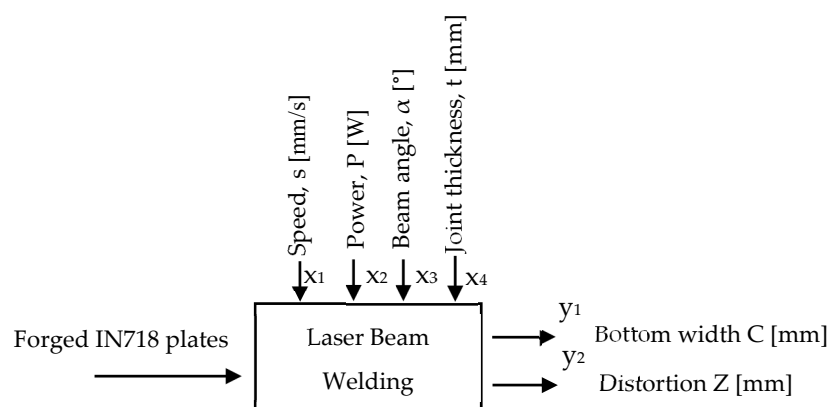 Speed, s [mm/s]
Power, P [W]
Beam angle, α [°]
Joint thickness, t [mm]
x1
x2
x3
x4
Forged IN718 plates
Laser Beam
Welding
y1
Bottom width C [mm]
y2
Distortion Z [mm]